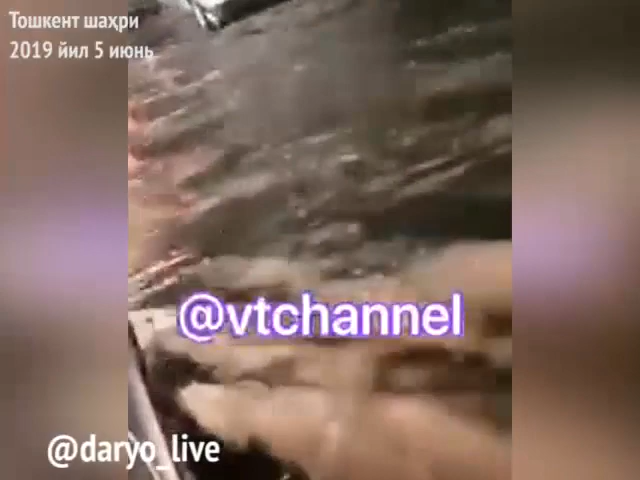 Тошкент шаҳри
2019 йил 5 июнь
@vtchannel
@daryo_live